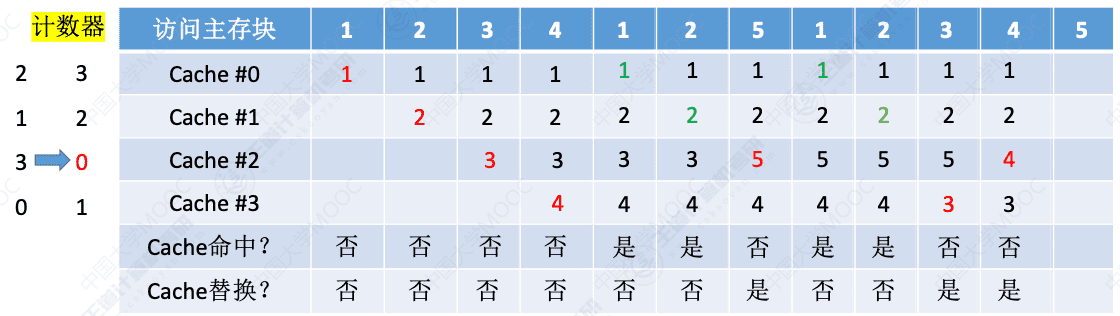 计数器 访问主存块 1 2 3 4 1 2 5 1 2 3 4 5
2 3 Cache #0 1 1 1 1 1 1 1 1 1 1 1
1 2 Cache #1 2 2 2 2 2 2 2 2 2 2
3 0 Cache #2 3 3 3 3 5 5 5 5 4
0 1 Cache #3 4 4 4 4 4 4 3 3
Cache命中？ 否 否 否 否 是 是 否 是 是 否 否
Cache替换？ 否 否 否 否 否 否 是 否 否 是 是